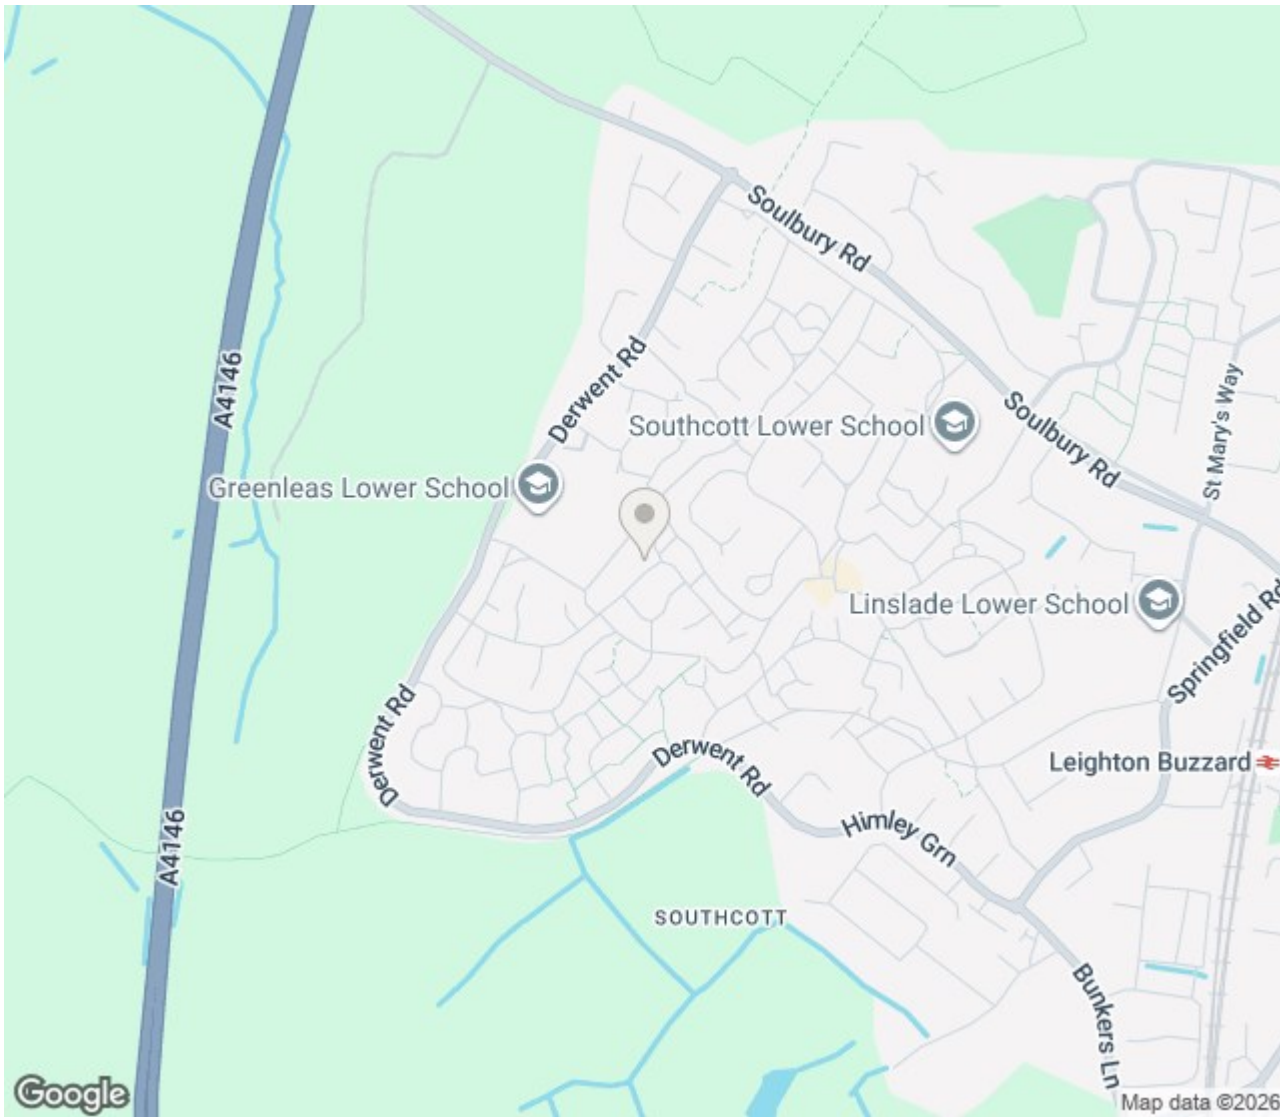 Soulbury Rd
A4146
Derwent Rd
St Mary's Way
Southcott Lower School
Soulbury Rd
Greenleas Lower School
Linslade Lower School
Springfield Rd
Derwent Rd
Derwent Rd
Leighton Buzzard
A4146
Himley Grn
SOUTHCOTT
Bunkers Ln
Google
Map data ©2026